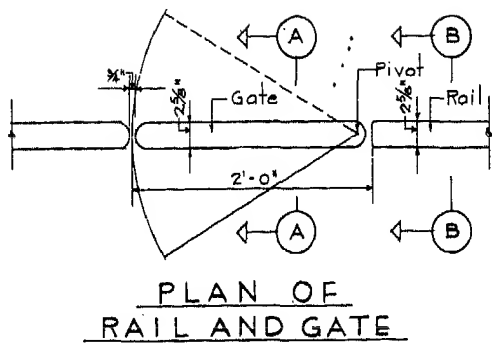 A
B
Pivot
3/4"
2 5/8"
Gate
2 5/8"
Rail
2'-0"
A
B
PLAN OF
RAIL AND GATE